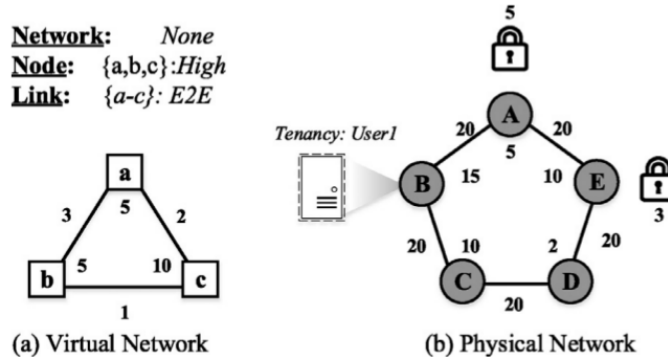 Network: None
Node: {a,b,c}:High
Link: {a-c}: E2E
a
5
3
2
b
5
10
c
1
(a) Virtual Network
5
A
Tenancy: User1
20
20
5
B
15
10
E
3
20
10
2
20
C
D
20
(b) Physical Network